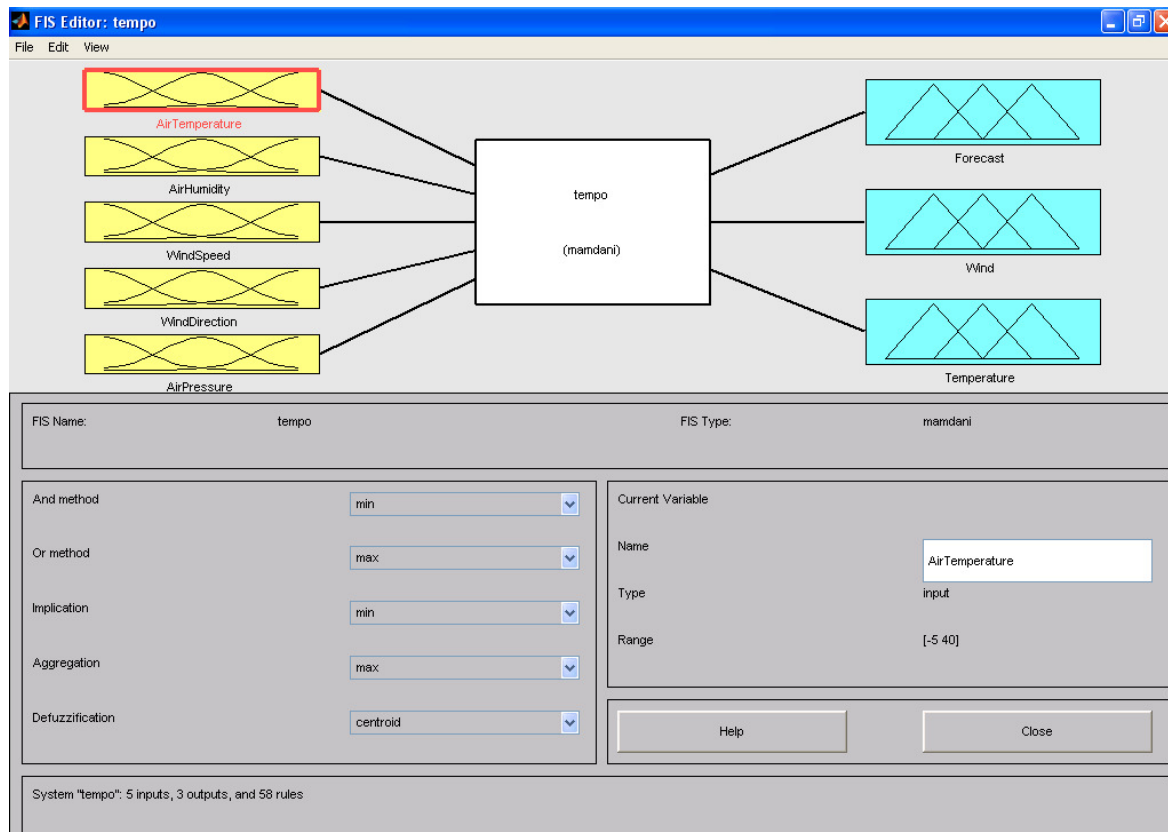 FIS Editor: tempo
File Edit View
AirTemperature
AirHumidity
WindSpeed
WindDirection
AirPressure
tempo
(mamdani)
Forecast
Wind
Temperature
FIS Name: tempo FIS Type: mamdani
And method min
Or method max
Implication min
Aggregation max
Defuzzification centroid
Current Variable
Name AirTemperature
Type input
Range [-5 40]
Help Close
System "tempo": 5 inputs, 3 outputs, and 58 rules